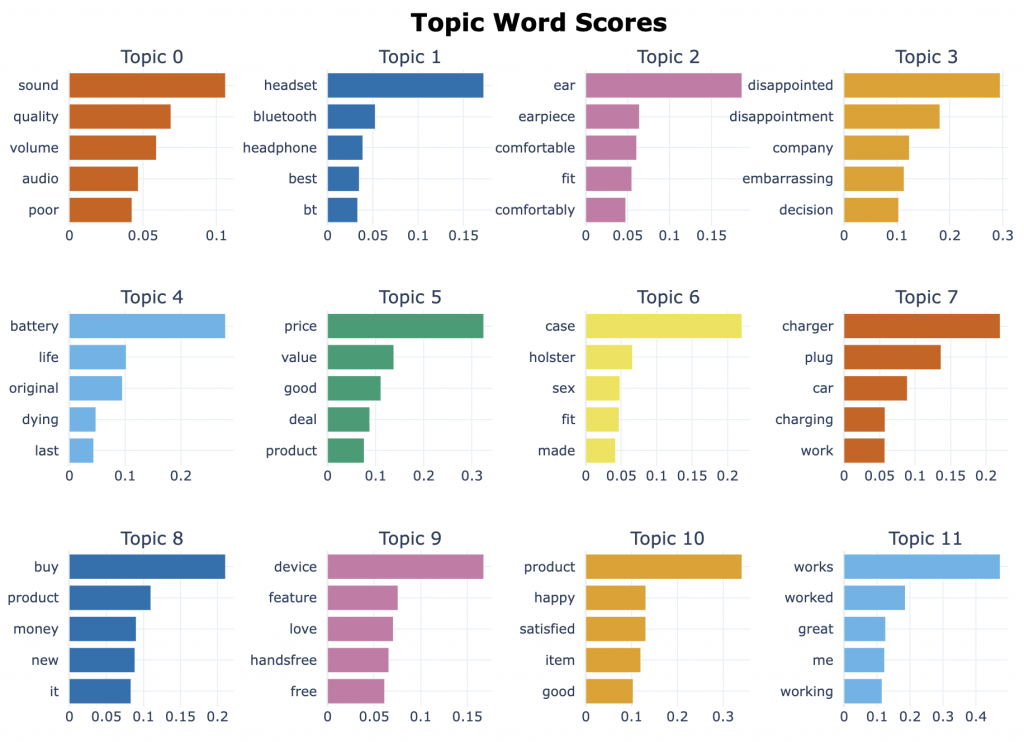 Topic Word Scores
Topic 0
sound
quality
volume
audio
poor
0 0.05 0.1
Topic 1
headset
bluetooth
headphone
best
bt
0 0.05 0.1 0.15
Topic 2
ear
earpiece
comfortable
fit
comfortably
0 0.05 0.1 0.15
Topic 3
disappointed
disappointment
company
embarrassing
decision
0 0.1 0.2 0.3
Topic 4
battery
life
original
dying
last
0 0.1 0.2
Topic 5
price
value
good
deal
product
0 0.1 0.2 0.3
Topic 6
case
holster
sex
fit
made
0 0.05 0.1 0.15 0.2
Topic 7
charger
plug
car
charging
work
0 0.05 0.1 0.15 0.2
Topic 8
buy
product
money
new
it
0 0.05 0.1 0.15 0.2
Topic 9
device
feature
love
handsfree
free
0 0.05 0.1 0.15
Topic 10
product
happy
satisfied
item
good
0 0.1 0.2 0.3
Topic 11
works
worked
great
me
working
0 0.1 0.2 0.3 0.4